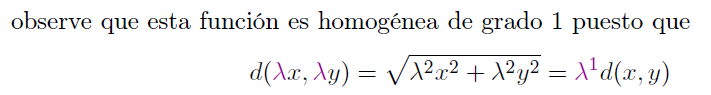 observe que esta función es homogénea de grado 1 puesto que
d(λx, λy) = √(λ²x² + λ²y²) = λ¹d(x, y)